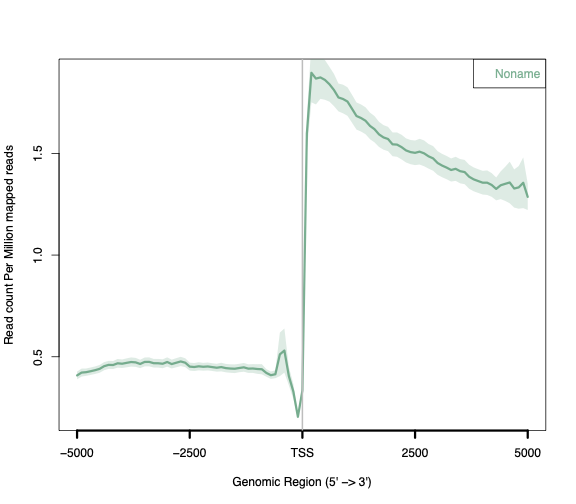 Noname
Read count Per Million mapped reads
1.5
1.0
0.5
−5000 −2500 TSS 2500 5000
Genomic Region (5' −> 3')